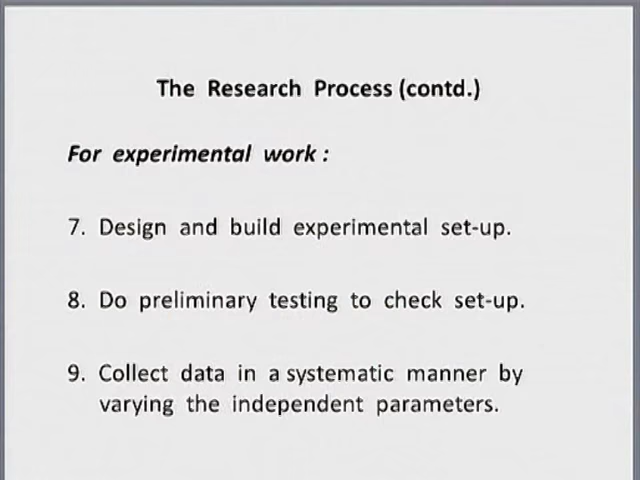 The Research Process (contd.)
For experimental work :
7. Design and build experimental set-up.
8. Do preliminary testing to check set-up.
9. Collect data in a systematic manner by
varying the independent parameters.